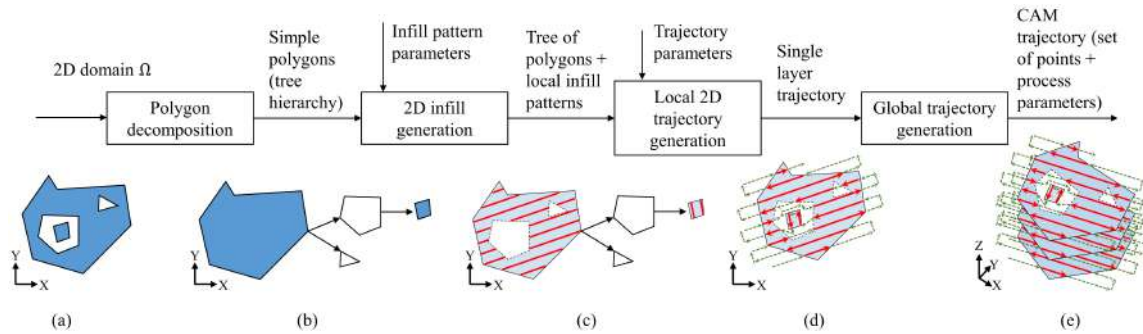 2D domain Ω
Polygon
decomposition
Simple
polygons
(tree
hierarchy)
Infill pattern
parameters
2D infill
generation
Tree of
polygons +
local infill
patterns
Trajectory
parameters
Local 2D
trajectory
generation
Single
layer
trajectory
Global trajectory
generation
CAM
trajectory (set
of points +
process
parameters)
Y
X
Y
X
Y
X
Y
X
Z
Y
X
(a)
(b)
(c)
(d)
(e)